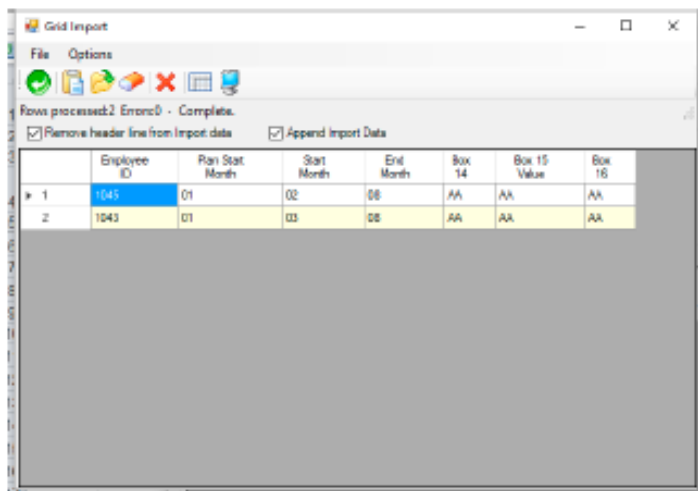 Grid Import
File Options
Rows processed:2 Errors:0 - Complete.
Remove header line from Import data Append Import Data
Employee ID Plan Start Month Start Month End Month Box 14 Box 15 Value Box 16
1 1045 01 02 08 AA AA AA
2 1043 01 03 08 AA AA AA